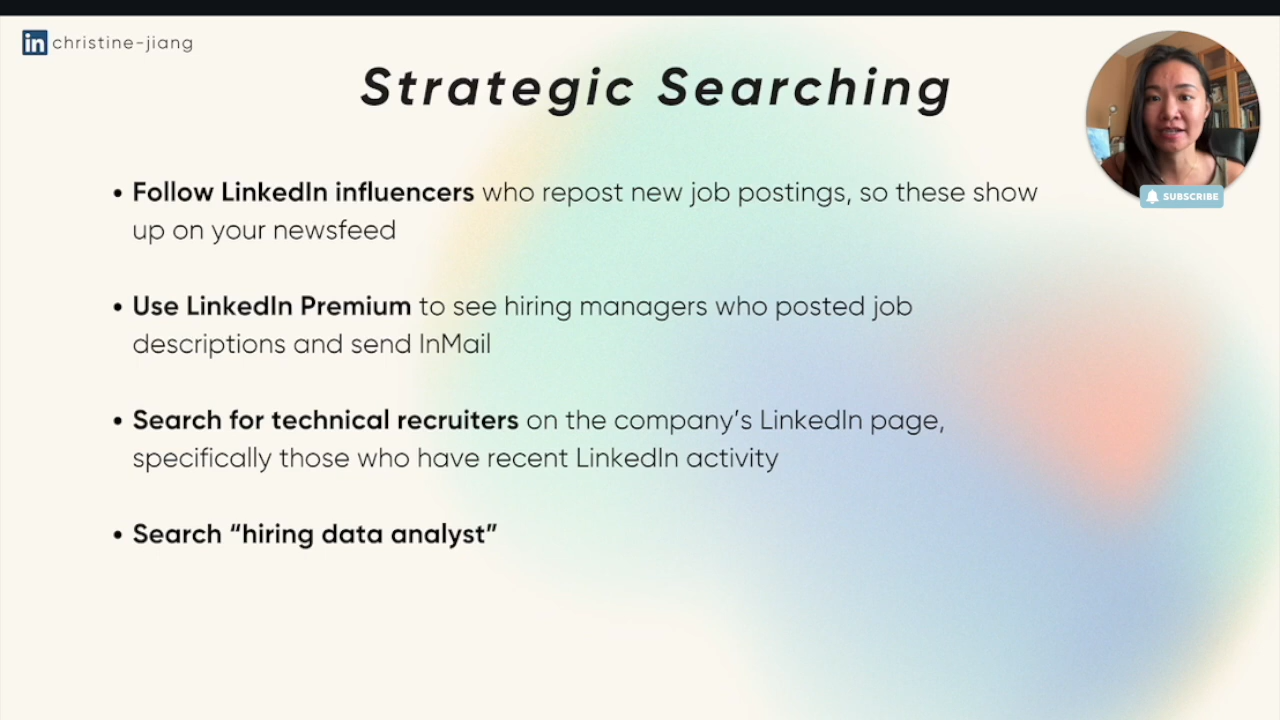 in christine-jiang
Strategic Searching
SUBSCRIBE
• Follow LinkedIn influencers who repost new job postings, so these show
up on your newsfeed
• Use LinkedIn Premium to see hiring managers who posted job
descriptions and send InMail
• Search for technical recruiters on the company’s LinkedIn page,
specifically those who have recent LinkedIn activity
• Search “hiring data analyst”